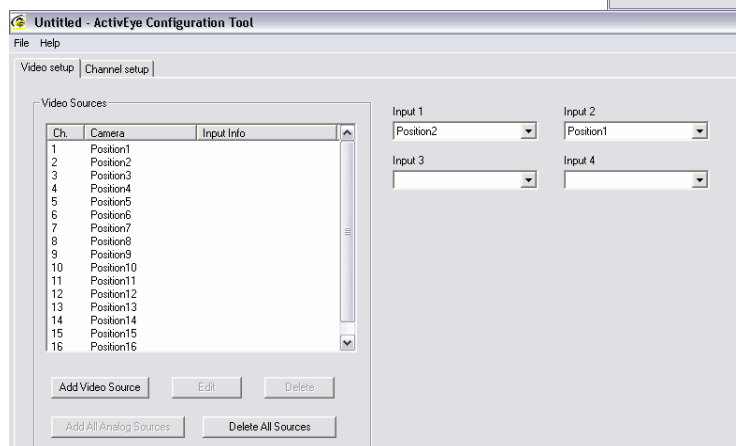 Untitled - ActivEye Configuration Tool
File Help
Video setup Channel setup
Video Sources
Ch. Camera Input Info
1 Position1
2 Position2
3 Position3
4 Position4
5 Position5
6 Position6
7 Position7
8 Position8
9 Position9
10 Position10
11 Position11
12 Position12
13 Position13
14 Position14
15 Position15
16 Position16
Add Video Source Edit Delete
Add All Analog Sources Delete All Sources
Input 1 Input 2
Position2 Position1
Input 3 Input 4